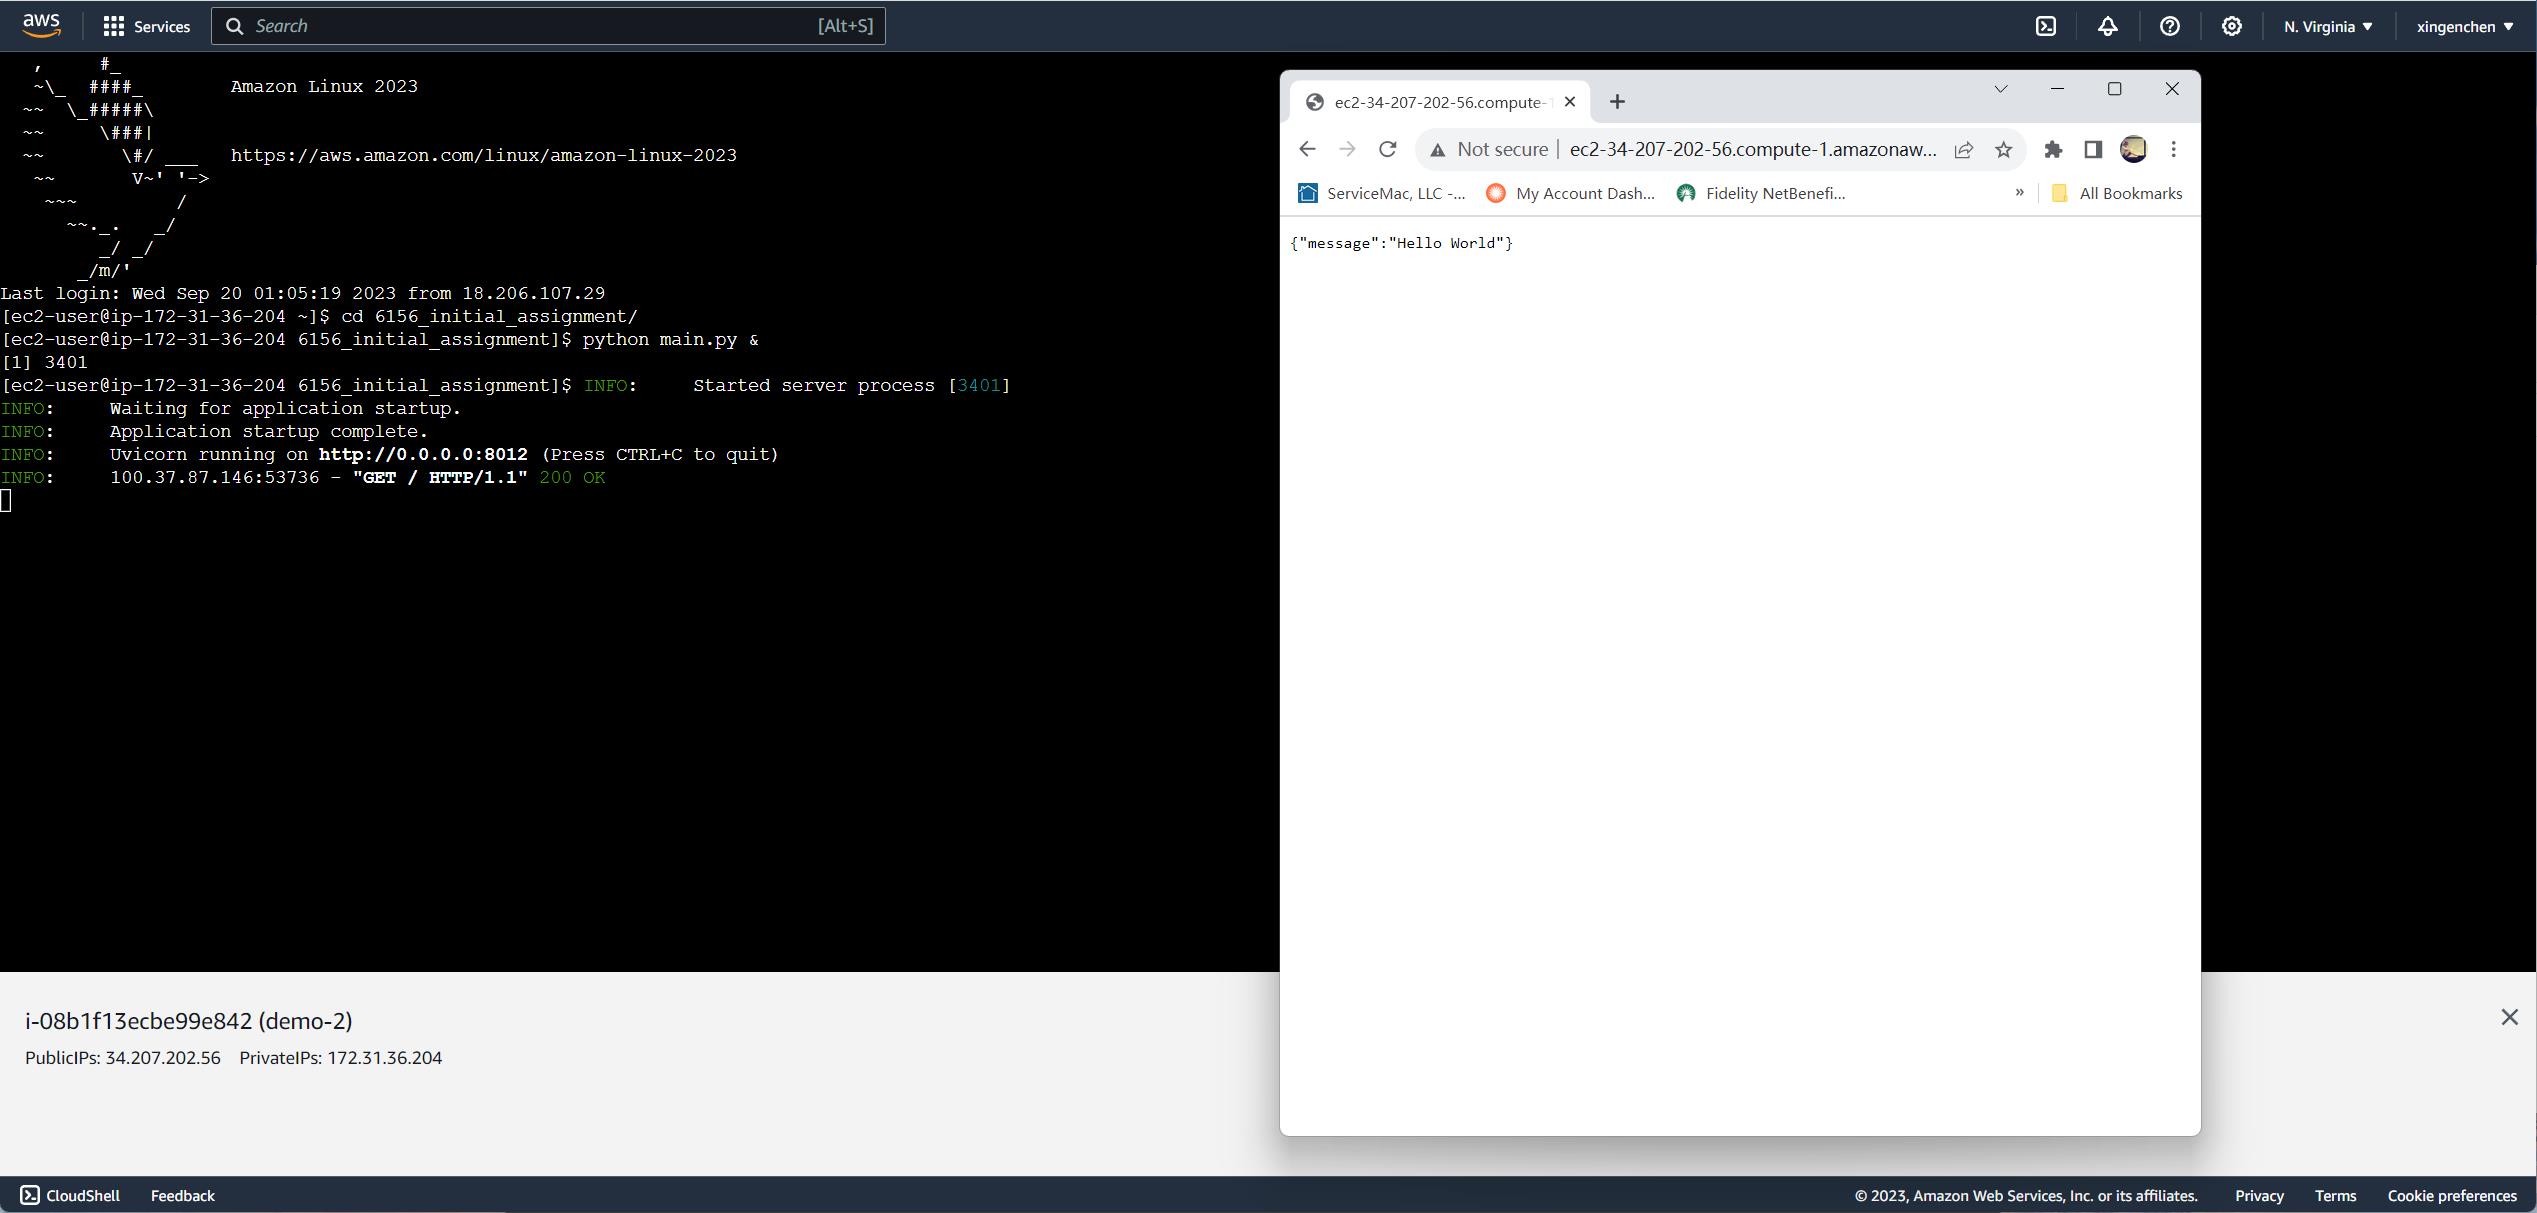 aws Services Search [Alt+S] N. Virginia xingenchen
   ,     #_
   ~\_  ####_        Amazon Linux 2023
  ~~  \_#####\
  ~~     \###|
  ~~       \#/ ___   https://aws.amazon.com/linux/amazon-linux-2023
   ~~       V~' '->
    ~~~         /
      ~~._.   _/
         _/ _/
       _/m/'
Last login: Wed Sep 20 01:05:19 2023 from 18.206.107.29
[ec2-user@ip-172-31-36-204 ~]$ cd 6156_initial_assignment/
[ec2-user@ip-172-31-36-204 6156_initial_assignment]$ python main.py &
[1] 3401
[ec2-user@ip-172-31-36-204 6156_initial_assignment]$ INFO:     Started server process [3401]
INFO:     Waiting for application startup.
INFO:     Application startup complete.
INFO:     Uvicorn running on http://0.0.0.0:8012 (Press CTRL+C to quit)
INFO:     100.37.87.146:53736 - "GET / HTTP/1.1" 200 OK
ec2-34-207-202-56.compute-1
Not secure | ec2-34-207-202-56.compute-1.amazonaw...
ServiceMac, LLC -... My Account Dash... Fidelity NetBenefi... » All Bookmarks
{"message":"Hello World"}
i-08b1f13ecbe99e842 (demo-2)
PublicIPs: 34.207.202.56 PrivateIPs: 172.31.36.204
CloudShell Feedback © 2023, Amazon Web Services, Inc. or its affiliates. Privacy Terms Cookie preferences